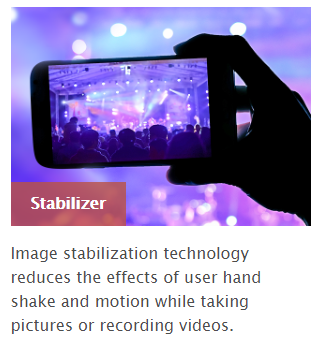 Stabilizer
Image stabilization technology
reduces the effects of user hand
shake and motion while taking
pictures or recording videos.